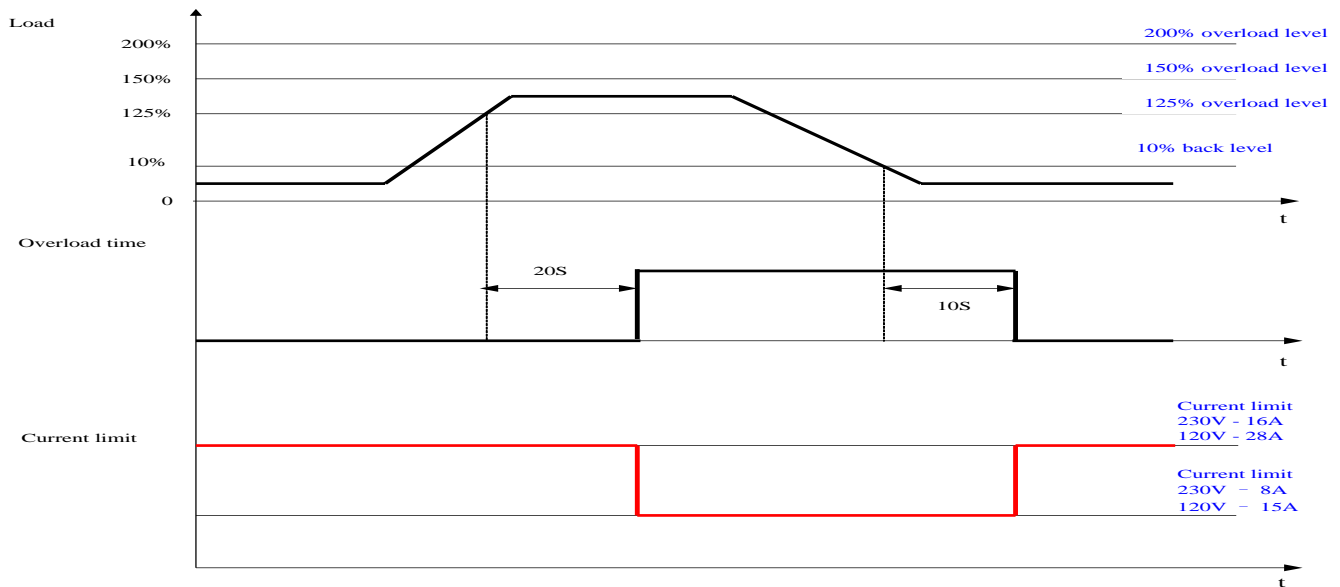 Load
200%
200% overload level
150%
150% overload level
125%
125% overload level
10%
10% back level
0
t
Overload time
20S
10S
t
Current limit
Current limit
230V - 16A
120V - 28A
Current limit
230V - 8A
120V - 15A
t